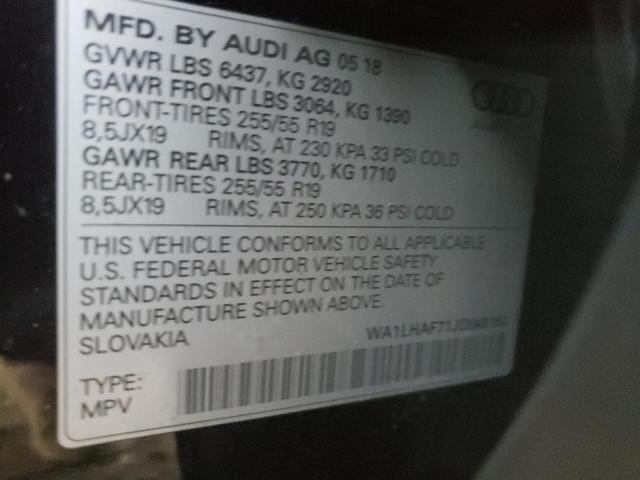 MFD. BY AUDI AG 05 18
GVWR LBS 6437, KG 2920
GAWR FRONT LBS 3064, KG 1390
FRONT-TIRES 255/55 R19
8,5JX19 RIMS, AT 230 KPA 33 PSI COLD
GAWR REAR LBS 3770, KG 1710
REAR-TIRES 255/55 R19
8,5JX19 RIMS, AT 250 KPA 36 PSI COLD
THIS VEHICLE CONFORMS TO ALL APPLICABLE
U.S. FEDERAL MOTOR VEHICLE SAFETY
STANDARDS IN EFFECT ON THE DATE OF
MANUFACTURE SHOWN ABOVE.
SLOVAKIA
TYPE:
MPV